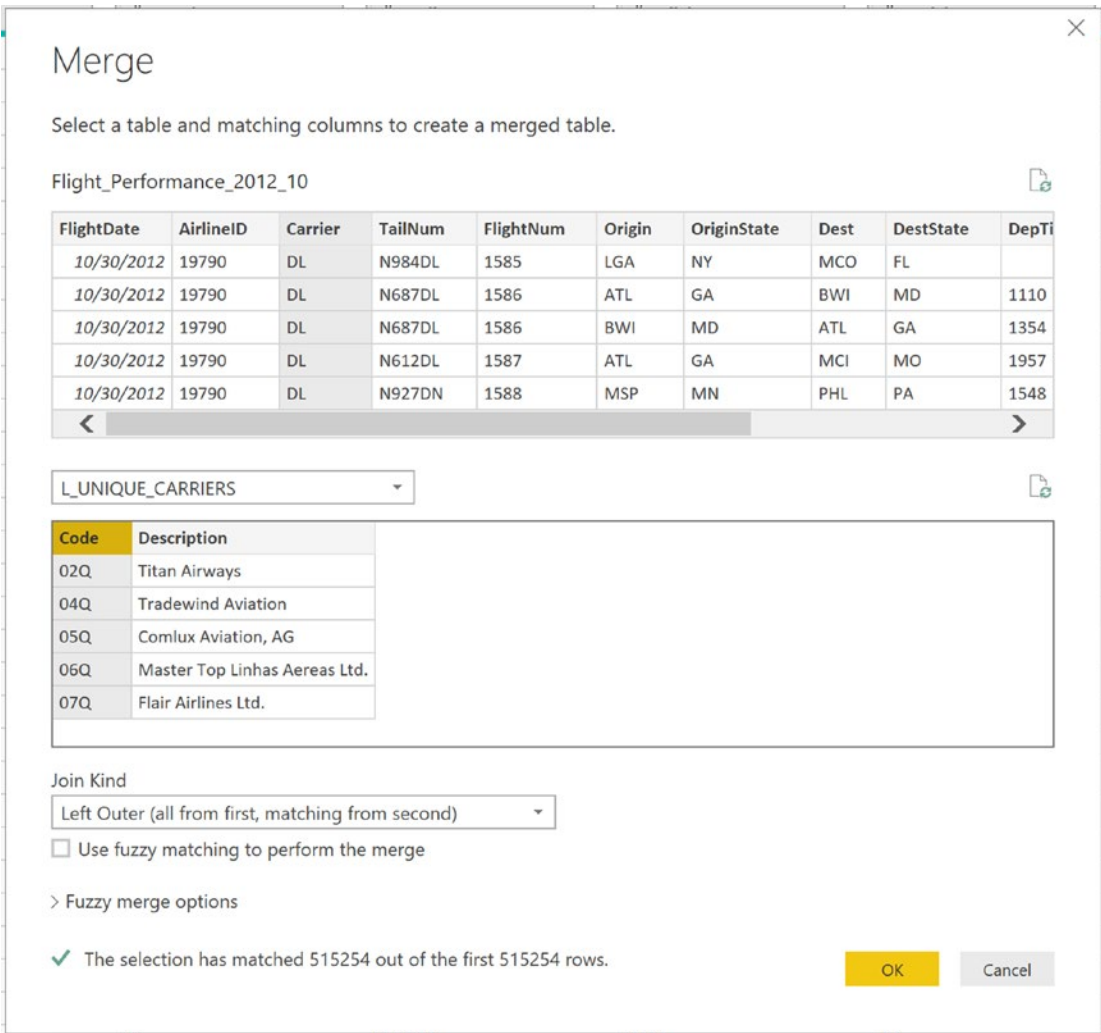 Merge
Select a table and matching columns to create a merged table.
Flight_Performance_2012_10
FlightDate AirlineID Carrier TailNum FlightNum Origin OriginState Dest DestState DepTi
10/30/2012 19790 DL N984DL 1585 LGA NY MCO FL
10/30/2012 19790 DL N687DL 1586 ATL GA BWI MD 1110
10/30/2012 19790 DL N687DL 1586 BWI MD ATL GA 1354
10/30/2012 19790 DL N612DL 1587 ATL GA MCI MO 1957
10/30/2012 19790 DL N927DN 1588 MSP MN PHL PA 1548
L_UNIQUE_CARRIERS
Code Description
02Q Titan Airways
04Q Tradewind Aviation
05Q Comlux Aviation, AG
06Q Master Top Linhas Aereas Ltd.
07Q Flair Airlines Ltd.
Join Kind
Left Outer (all from first, matching from second)
Use fuzzy matching to perform the merge
Fuzzy merge options
The selection has matched 515254 out of the first 515254 rows.
OK Cancel